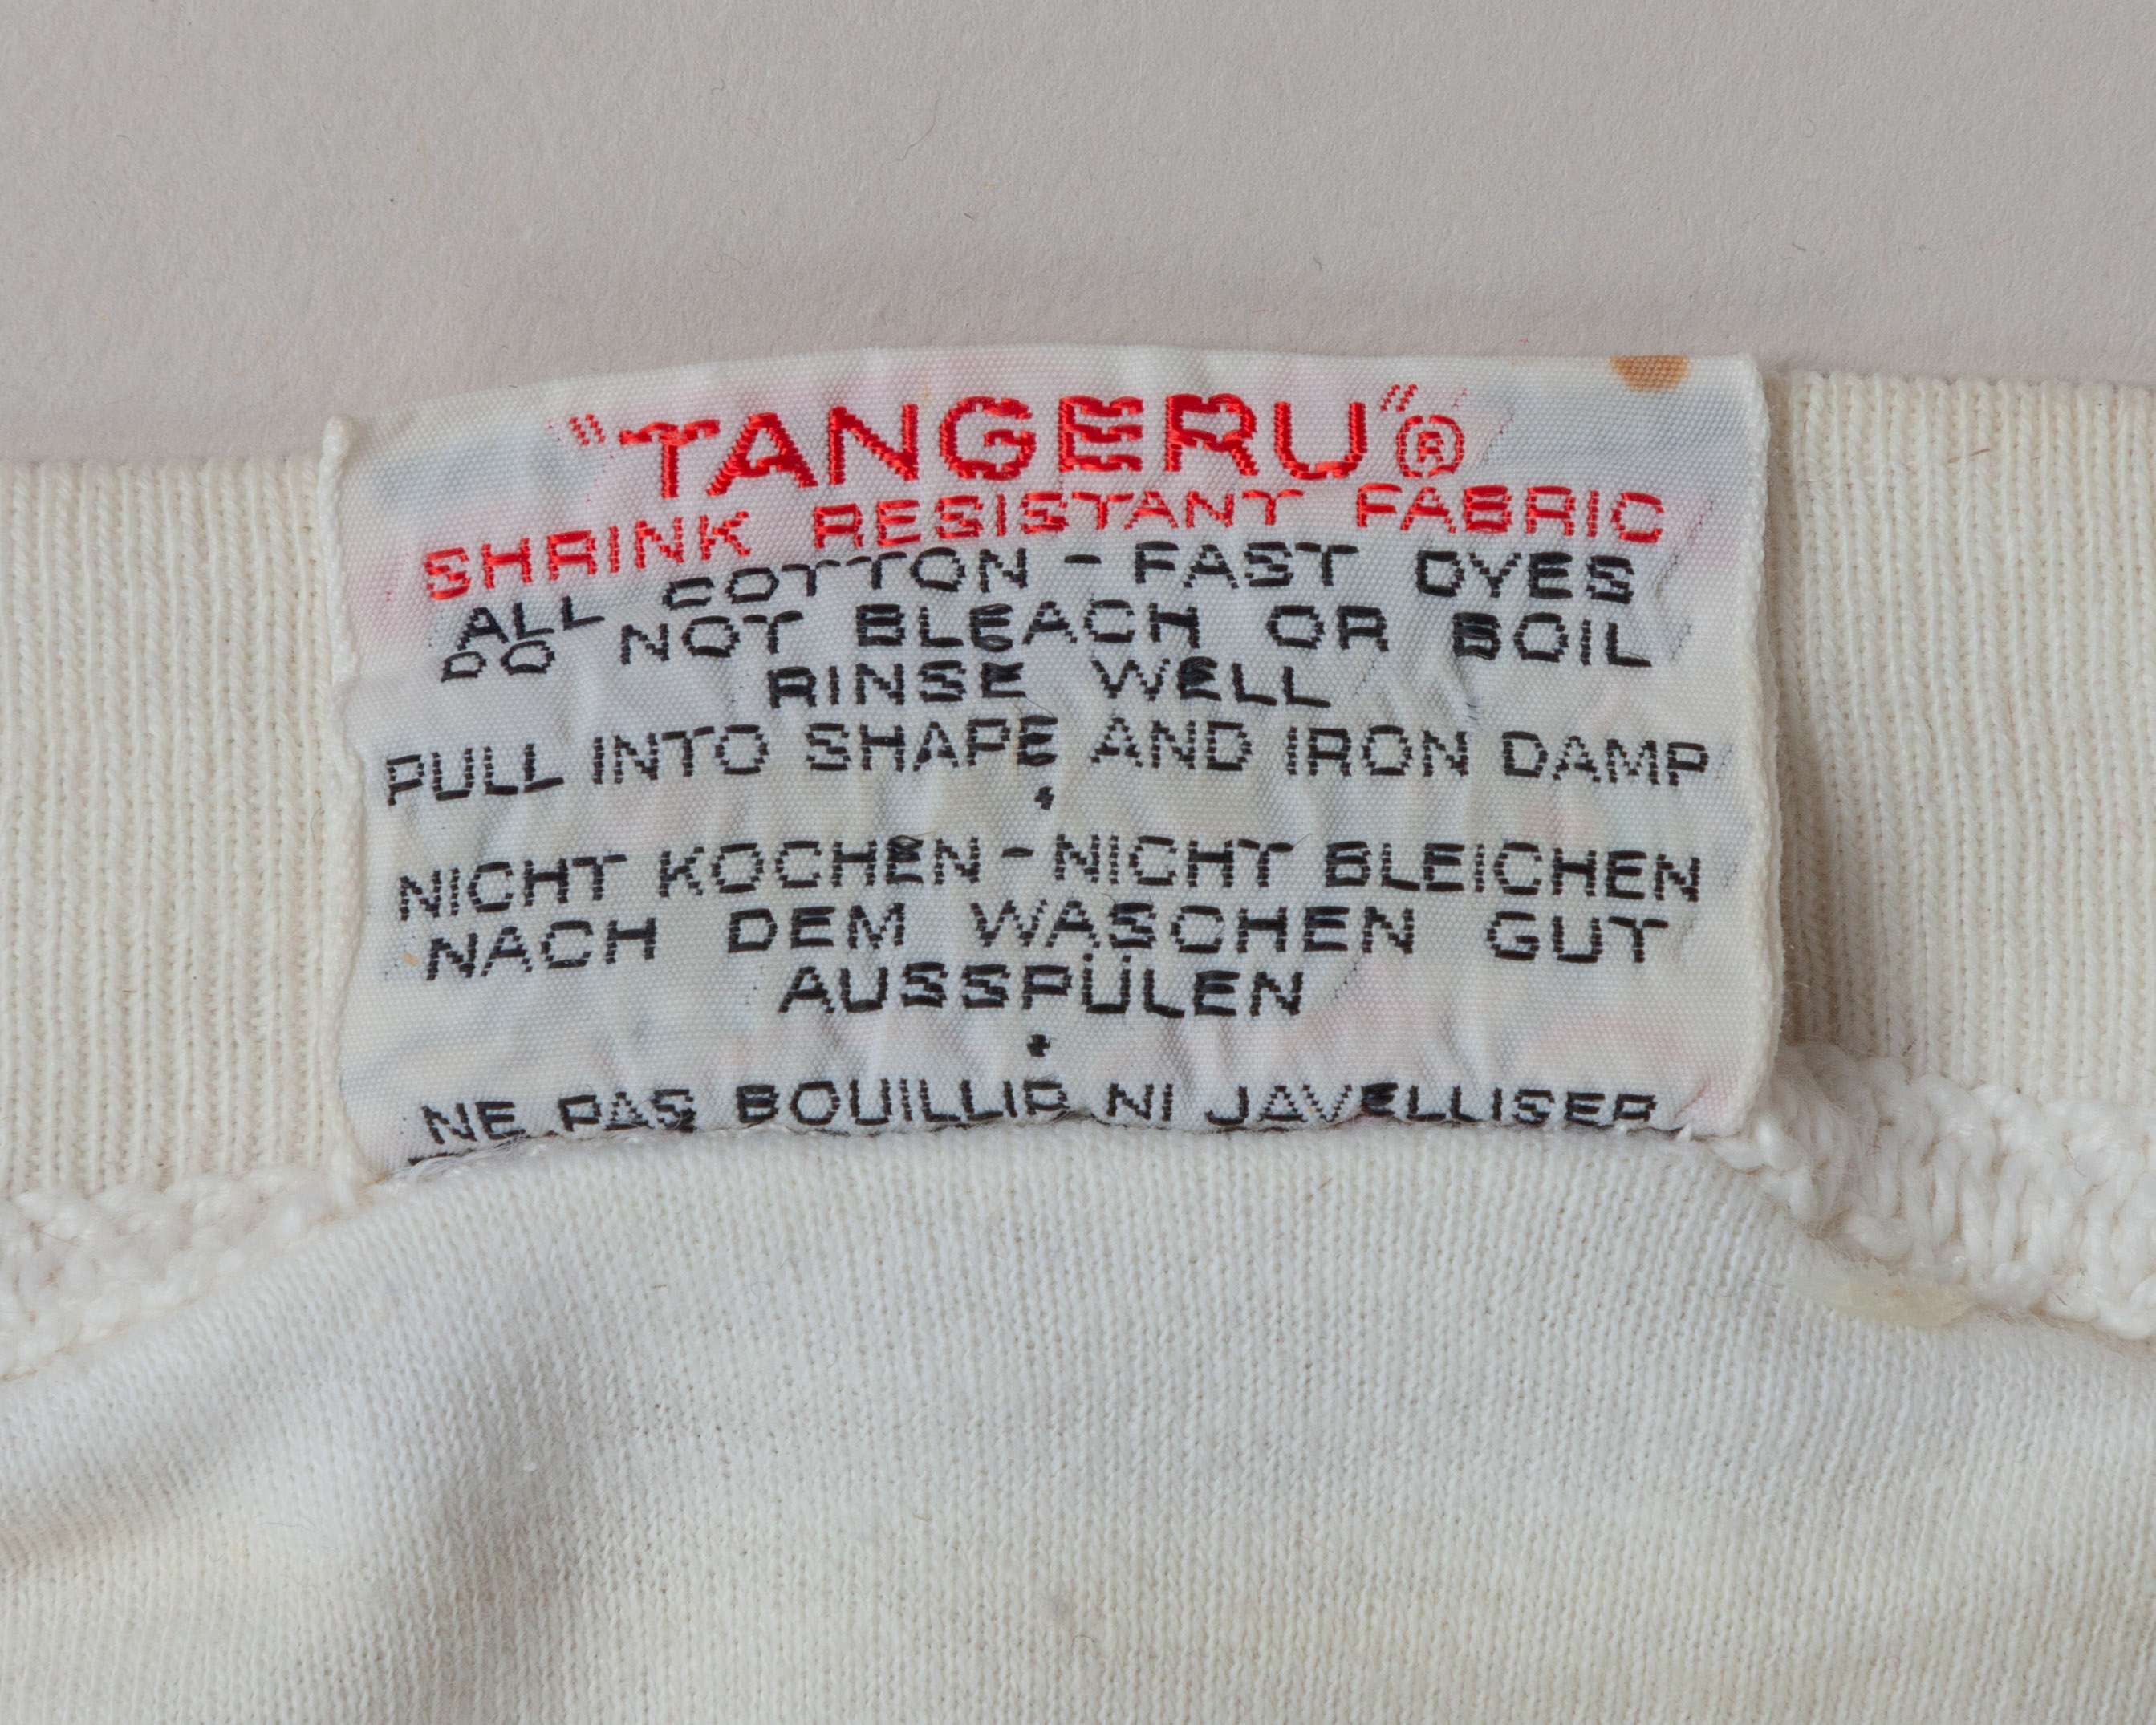 "TANGERU"®
SHRINK RESISTANT FABRIC
ALL COTTON - FAST DYES
DO NOT BLEACH OR BOIL
RINSE WELL
PULL INTO SHAPE AND IRON DAMP
NICHT KOCHEN - NICHT BLEICHEN
NACH DEM WASCHEN GUT
AUSSPÜLEN
NE PAS BOUILLIR NI JAVELLISER